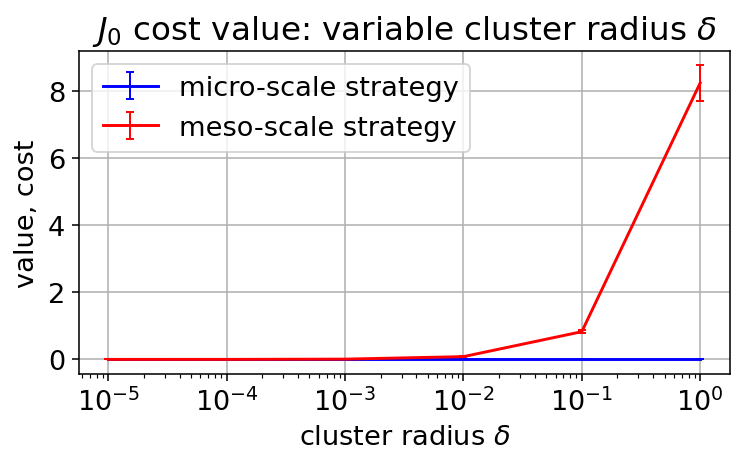 J₀ cost value: variable cluster radius δ
micro-scale strategy
meso-scale strategy
value, cost
8
6
4
2
0
10⁻⁵ 10⁻⁴ 10⁻³ 10⁻² 10⁻¹ 10⁰
cluster radius δ